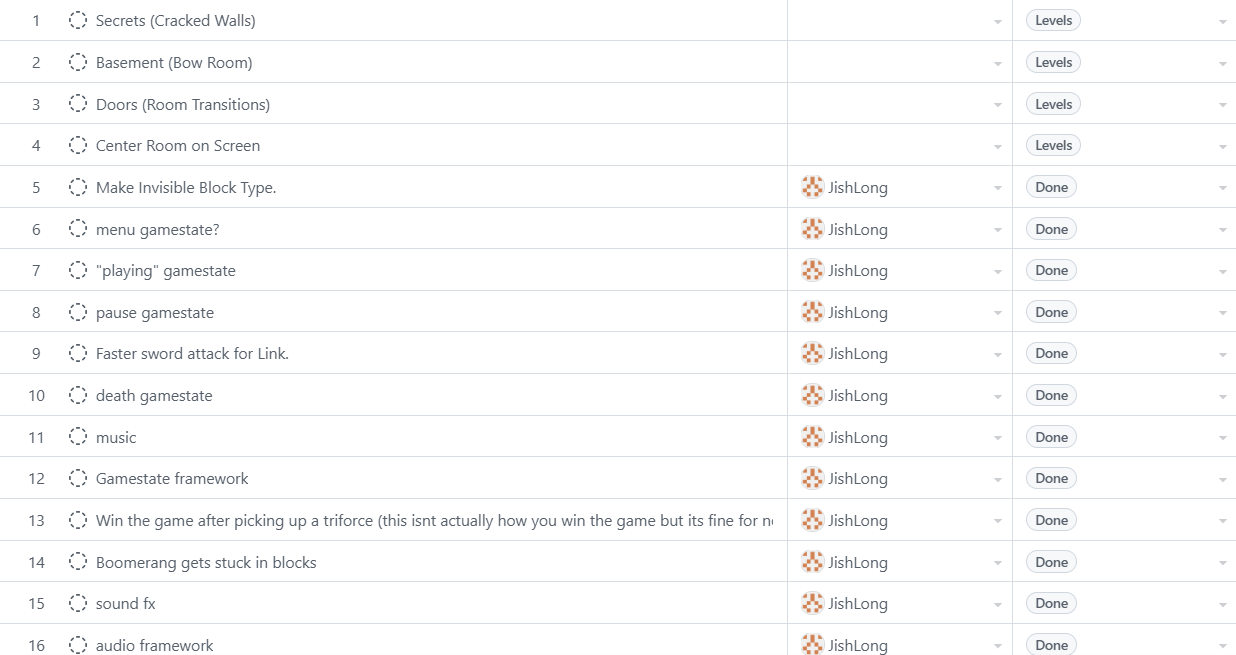 1 Secrets (Cracked Walls) Levels
2 Basement (Bow Room) Levels
3 Doors (Room Transitions) Levels
4 Center Room on Screen Levels
5 Make Invisible Block Type. JishLong Done
6 menu gamestate? JishLong Done
7 "playing" gamestate JishLong Done
8 pause gamestate JishLong Done
9 Faster sword attack for Link. JishLong Done
10 death gamestate JishLong Done
11 music JishLong Done
12 Gamestate framework JishLong Done
13 Win the game after picking up a triforce (this isnt actually how you win the game but its fine for JishLong Done
14 Boomerang gets stuck in blocks JishLong Done
15 sound fx JishLong Done
16 audio framework JishLong Done